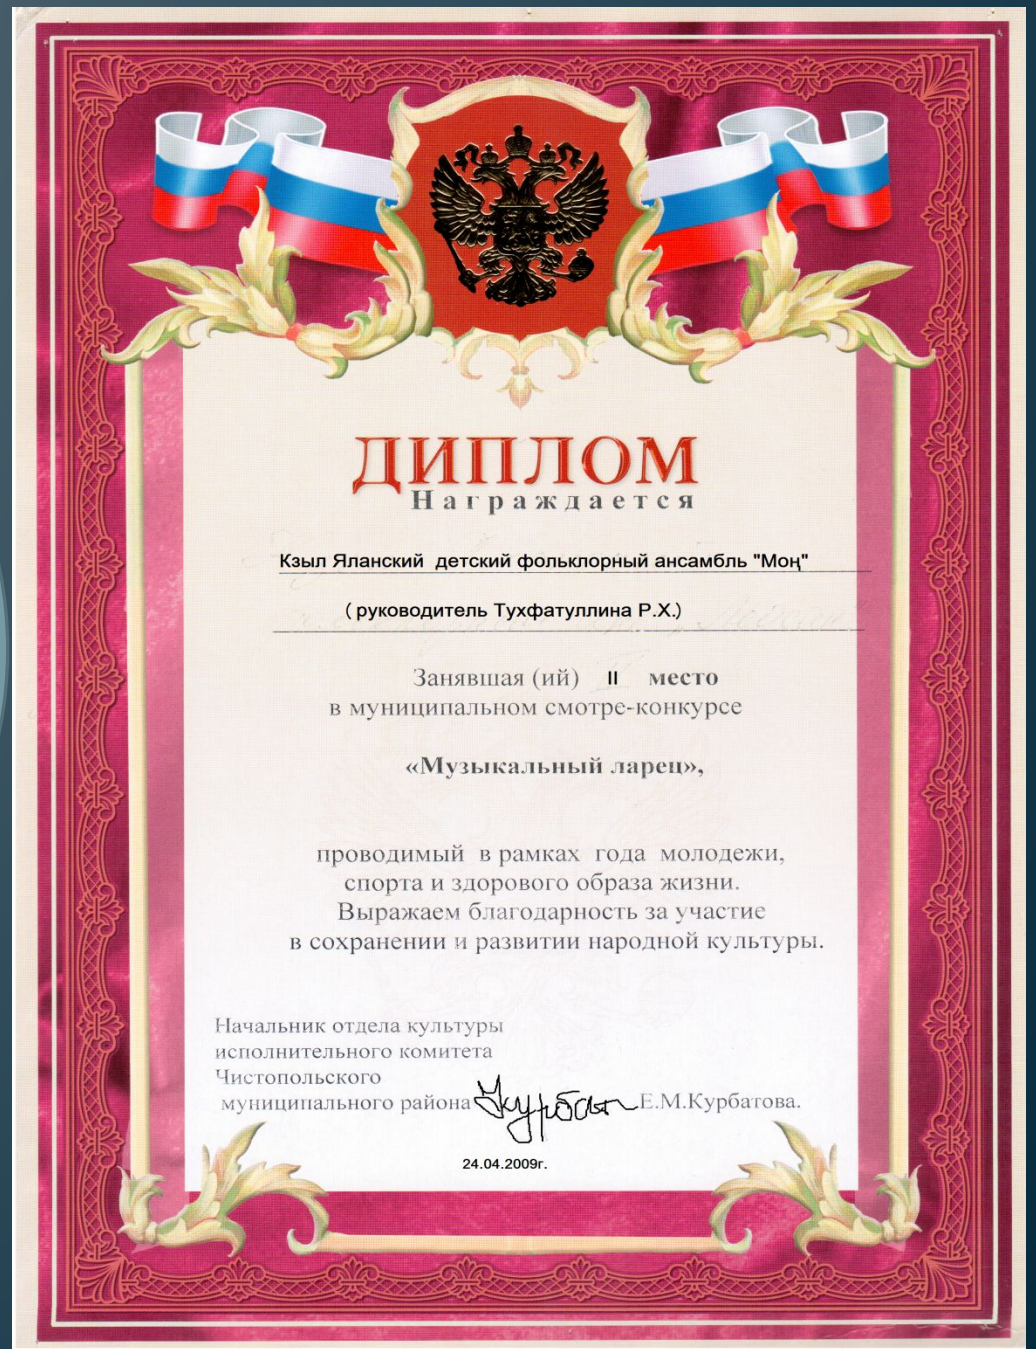 ДИПЛОМ
Награждается
Кзыл Яланский детский фольклорный ансамбль "Моң"
( руководитель Тухфатуллина Р.Х.)
Занявшая (ий) II место
в муниципальном смотре-конкурсе
«Музыкальный ларец»,
проводимый в рамках года молодежи,
спорта и здорового образа жизни.
Выражаем благодарность за участие
в сохранении и развитии народной культуры.
Начальник отдела культуры
исполнительного комитета
Чистопольского
муниципального района Е.М.Курбатова.
24.04.2009г.